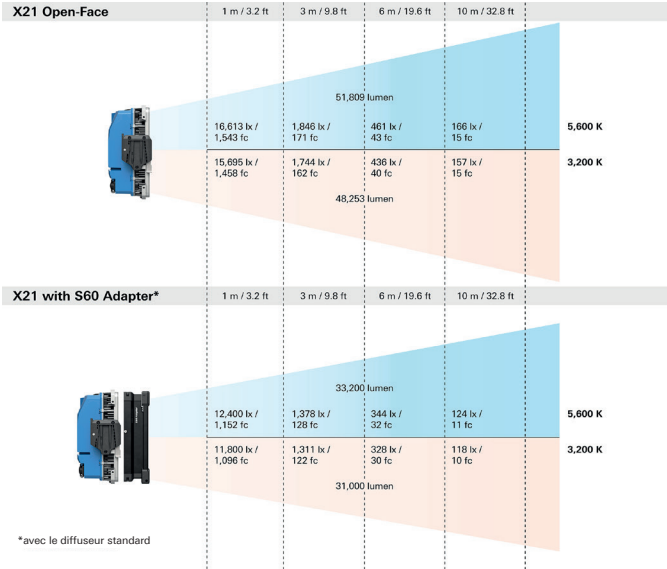 X21 Open-Face 1 m / 3.2 ft 3 m / 9.8 ft 6 m / 19.6 ft 10 m / 32.8 ft
51,809 lumen
16,613 lx / 1,846 lx / 461 lx / 166 lx / 5,600 K
1,543 fc 171 fc 43 fc 15 fc
15,695 lx / 1,744 lx / 436 lx / 157 lx / 3,200 K
1,458 fc 162 fc 40 fc 15 fc
48,253 lumen
X21 with S60 Adapter* 1 m / 3.2 ft 3 m / 9.8 ft 6 m / 19.6 ft 10 m / 32.8 ft
33,200 lumen
12,400 lx / 1,378 lx / 344 lx / 124 lx / 5,600 K
1,152 fc 128 fc 32 fc 11 fc
11,800 lx / 1,311 lx / 328 lx / 118 lx / 3,200 K
1,096 fc 122 fc 30 fc 10 fc
31,000 lumen
*avec le diffuseur standard